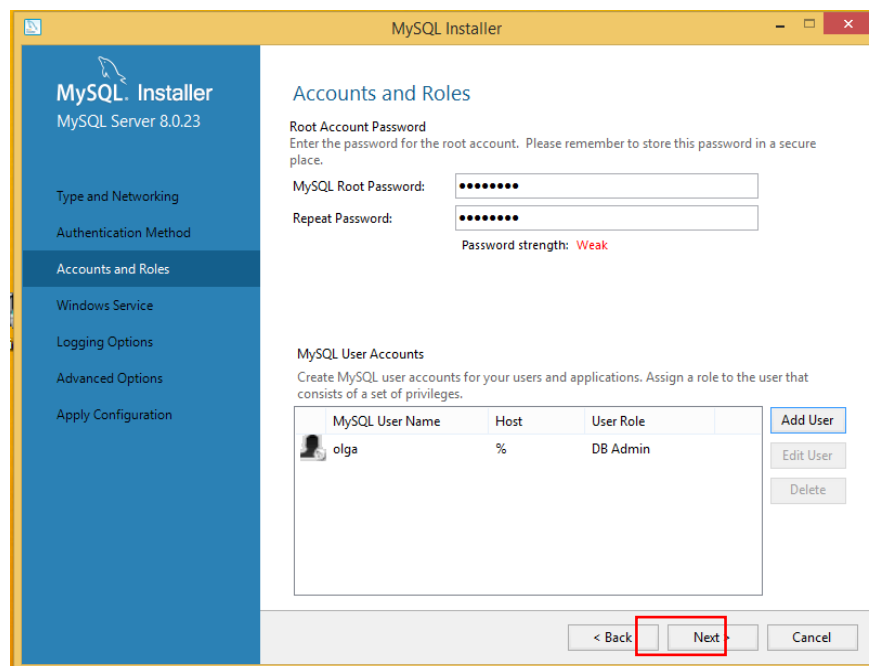 MySQL Installer
MySQL. Installer
MySQL Server 8.0.23
Type and Networking
Authentication Method
Accounts and Roles
Windows Service
Logging Options
Advanced Options
Apply Configuration
Accounts and Roles
Root Account Password
Enter the password for the root account. Please remember to store this password in a secure
place.
MySQL Root Password: ••••••••
Repeat Password: ••••••••
Password strength: Weak
MySQL User Accounts
Create MySQL user accounts for your users and applications. Assign a role to the user that
consists of a set of privileges.
MySQL User Name Host User Role
olga % DB Admin
Add User
Edit User
Delete
< Back Next > Cancel